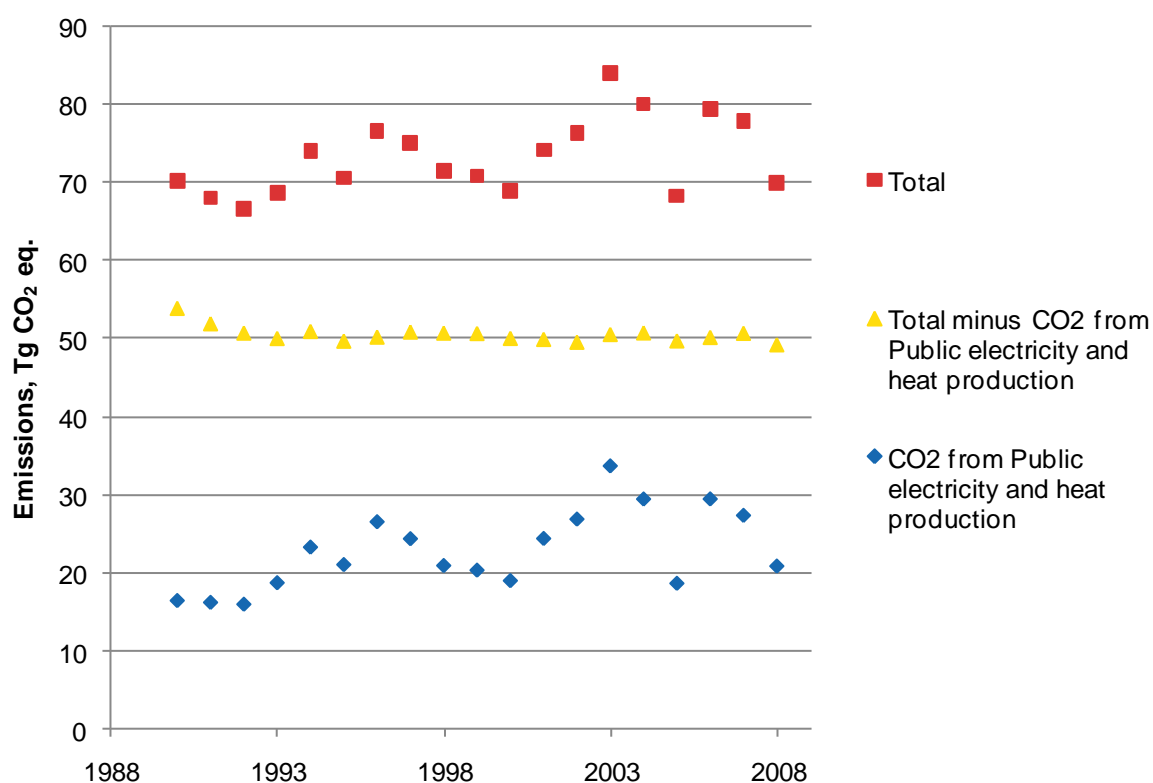 90
80
70
60
50
40
30
20
10
0
1988
1993
1998
2003
2008
Emissions, Tg CO₂ eq.
Total
Total minus CO2 from
Public electricity and
heat production
CO2 from Public
electricity and heat
production